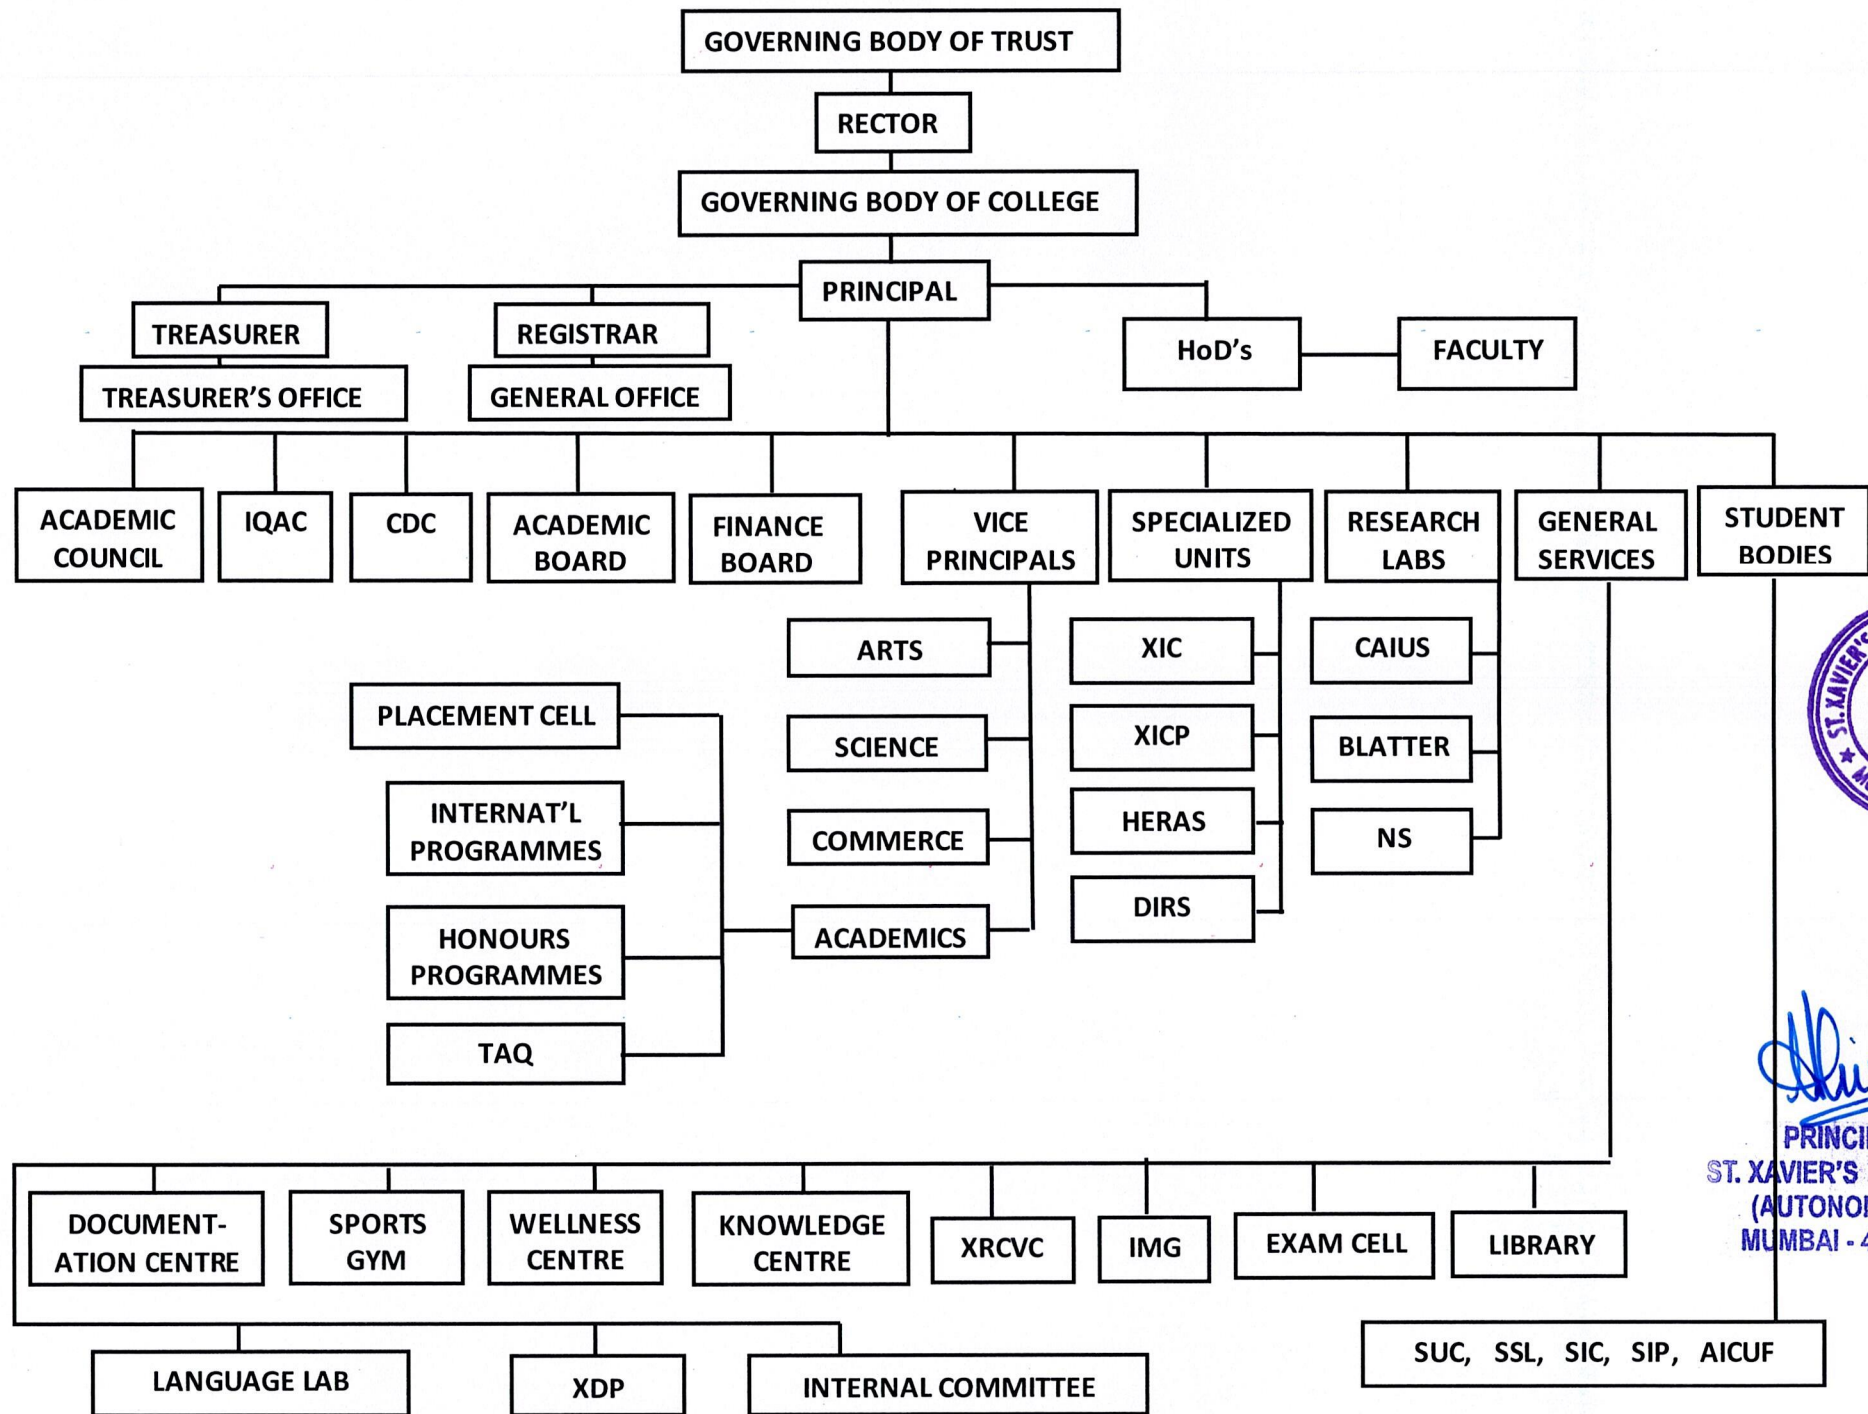 GOVERNING BODY OF TRUST
RECTOR
GOVERNING BODY OF COLLEGE
PRINCIPAL
TREASURER
REGISTRAR
HoD's
FACULTY
TREASURER'S OFFICE
GENERAL OFFICE
ACADEMIC
COUNCIL
IQAC
CDC
ACADEMIC
BOARD
FINANCE
BOARD
VICE
PRINCIPALS
SPECIALIZED
UNITS
RESEARCH
LABS
GENERAL
SERVICES
STUDENT
BODIES
ARTS
SCIENCE
COMMERCE
ACADEMICS
PLACEMENT CELL
INTERNAT'L
PROGRAMMES
HONOURS
PROGRAMMES
TAQ
XIC
XICP
HERAS
DIRS
CAIUS
BLATTER
NS
ST. XAVIER'S
PRINCI
ST. XAVIER'S
(AUTONO
MUMBAI - 4
DOCUMENT-
ATION CENTRE
SPORTS
GYM
WELLNESS
CENTRE
KNOWLEDGE
CENTRE
XRCVC
IMG
EXAM CELL
LIBRARY
LANGUAGE LAB
XDP
INTERNAL COMMITTEE
SUC, SSL, SIC, SIP, AICUF